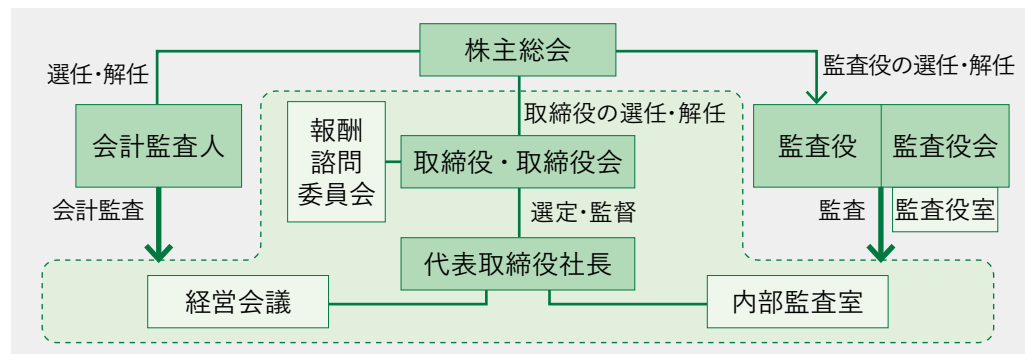 株主総会
選任・解任
監査役の選任・解任
取締役の選任・解任
会計監査人
報酬
諮問
委員会
取締役・取締役会
監査役
監査役会
会計監査
選定・監督
監査
監査役室
代表取締役社長
経営会議
内部監査室